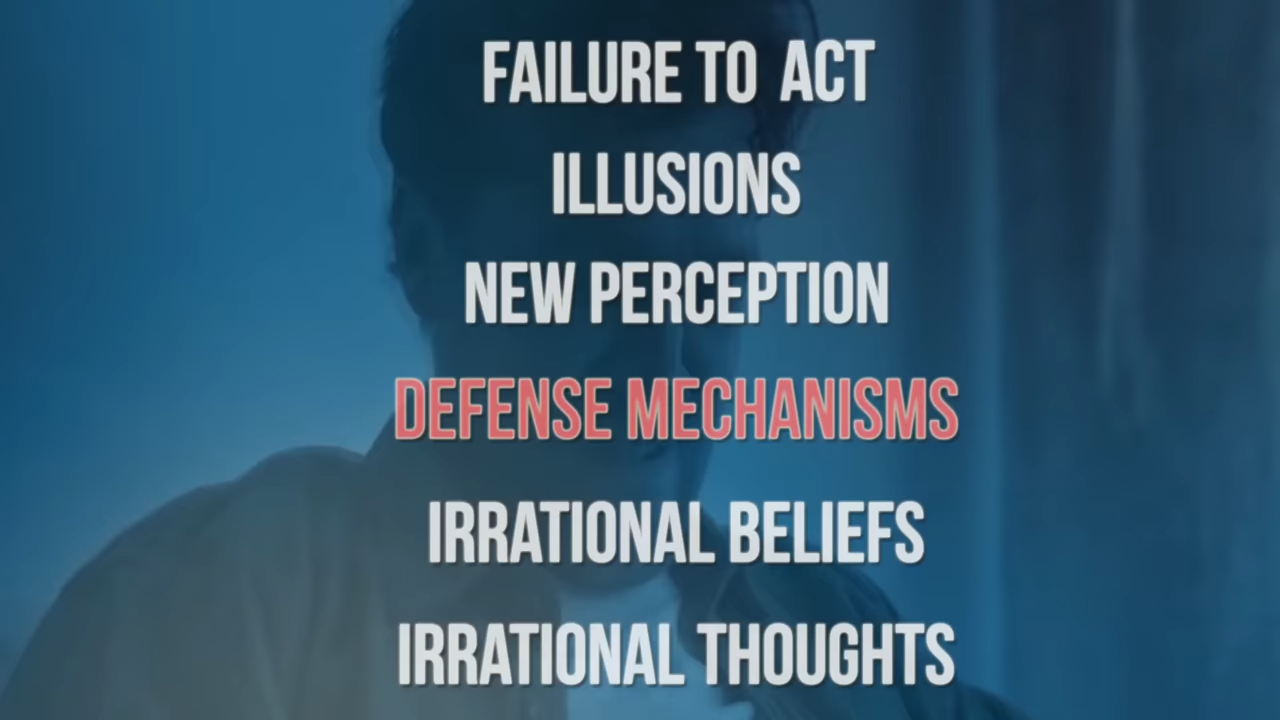 FAILURE TO ACT
ILLUSIONS
NEW PERCEPTION
DEFENSE MECHANISMS
IRRATIONAL BELIEFS
IRRATIONAL THOUGHTS